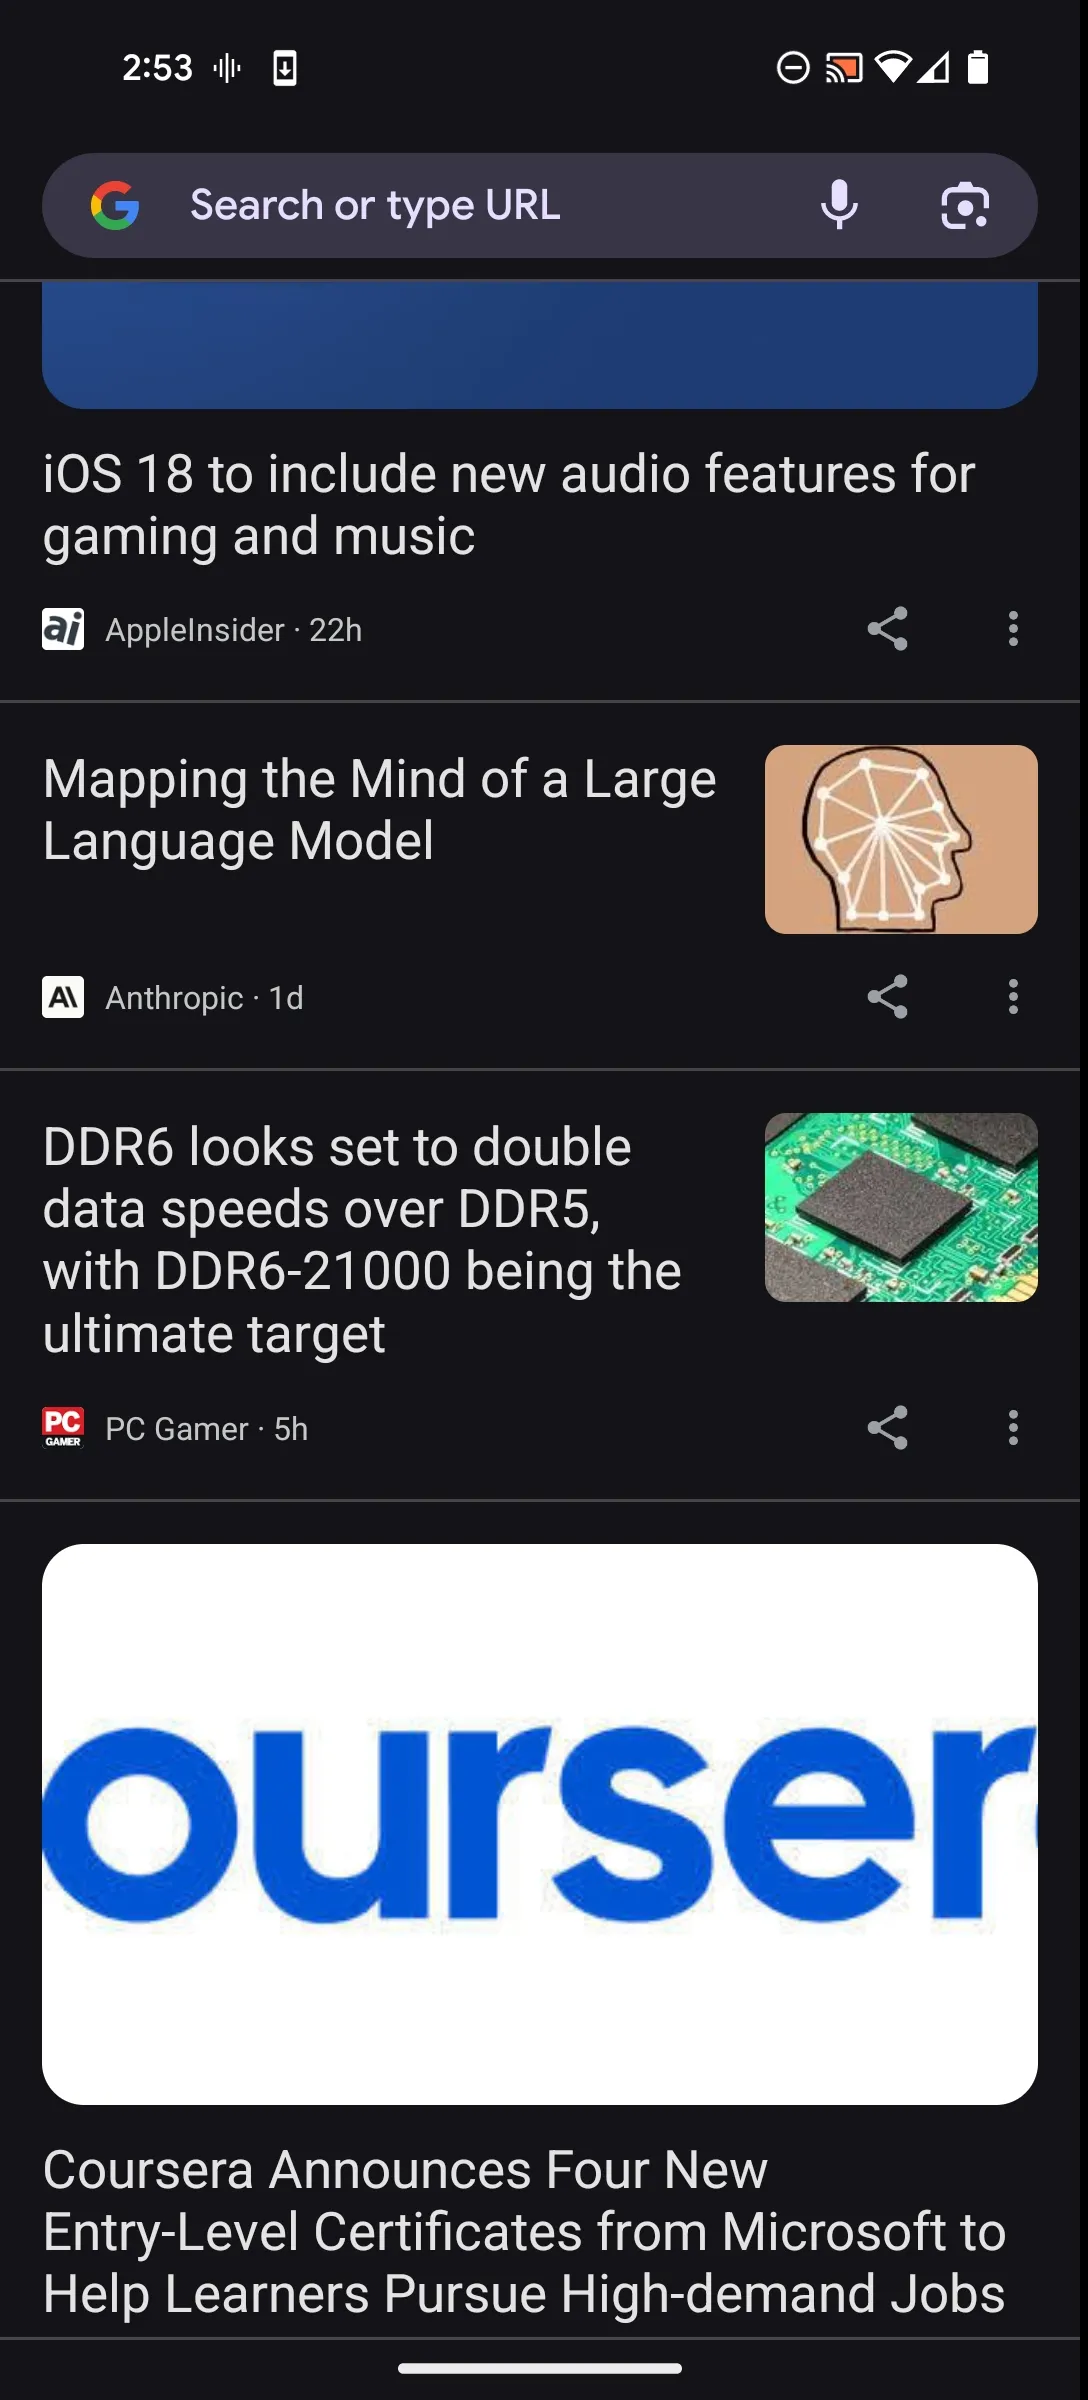 2:53
Search or type URL
iOS 18 to include new audio features for
gaming and music
ai AppleInsider · 22h
Mapping the Mind of a Large
Language Model
A\ Anthropic · 1d
DDR6 looks set to double
data speeds over DDR5,
with DDR6-21000 being the
ultimate target
PC GAMER PC Gamer · 5h
ourser
Coursera Announces Four New
Entry-Level Certificates from Microsoft to
Help Learners Pursue High-demand Jobs